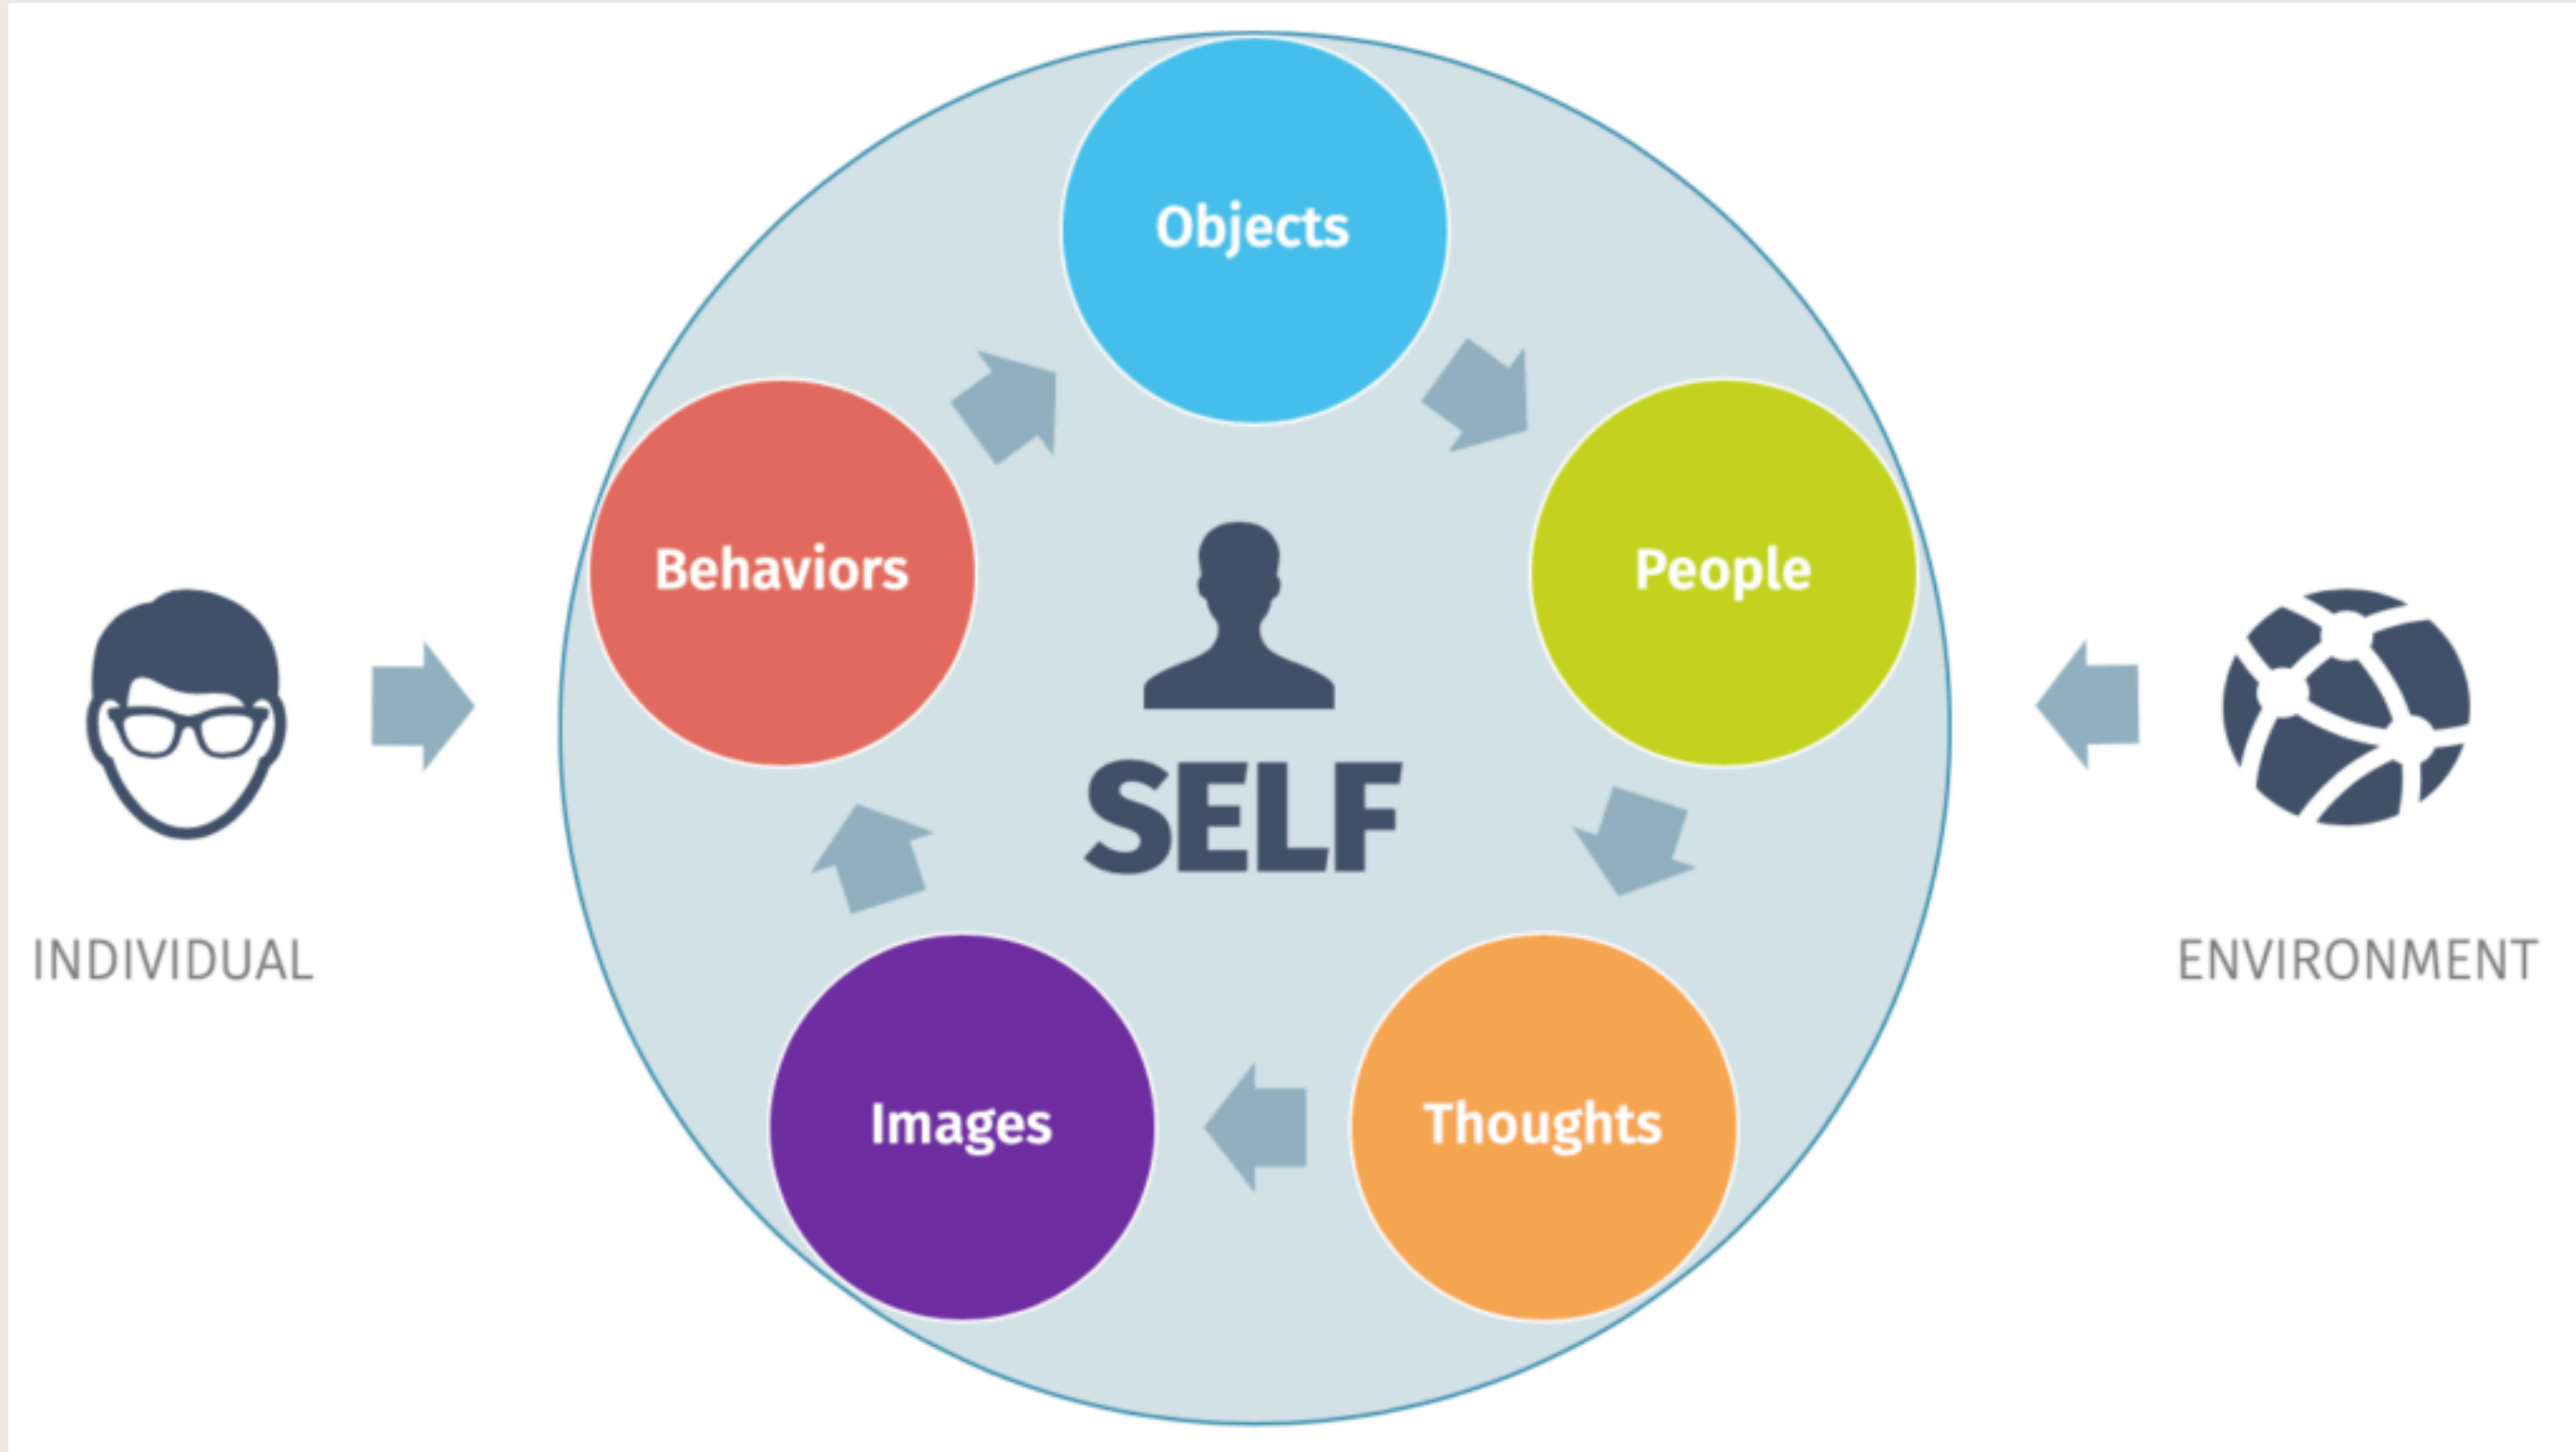 Objects
Behaviors
People
SELF
INDIVIDUAL
ENVIRONMENT
Images
Thoughts